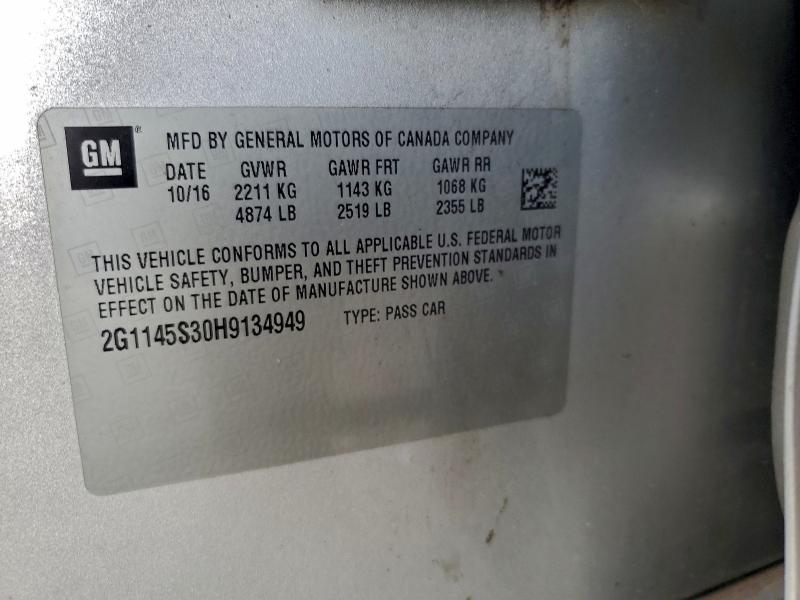 GM ® MFD BY GENERAL MOTORS OF CANADA COMPANY
DATE GVWR GAWR FRT GAWR RR
10/16 2211 KG 1143 KG 1068 KG
4874 LB 2519 LB 2355 LB
THIS VEHICLE CONFORMS TO ALL APPLICABLE U.S. FEDERAL MOTOR
VEHICLE SAFETY, BUMPER, AND THEFT PREVENTION STANDARDS IN
EFFECT ON THE DATE OF MANUFACTURE SHOWN ABOVE.
2G1145S30H9134949 TYPE: PASS CAR